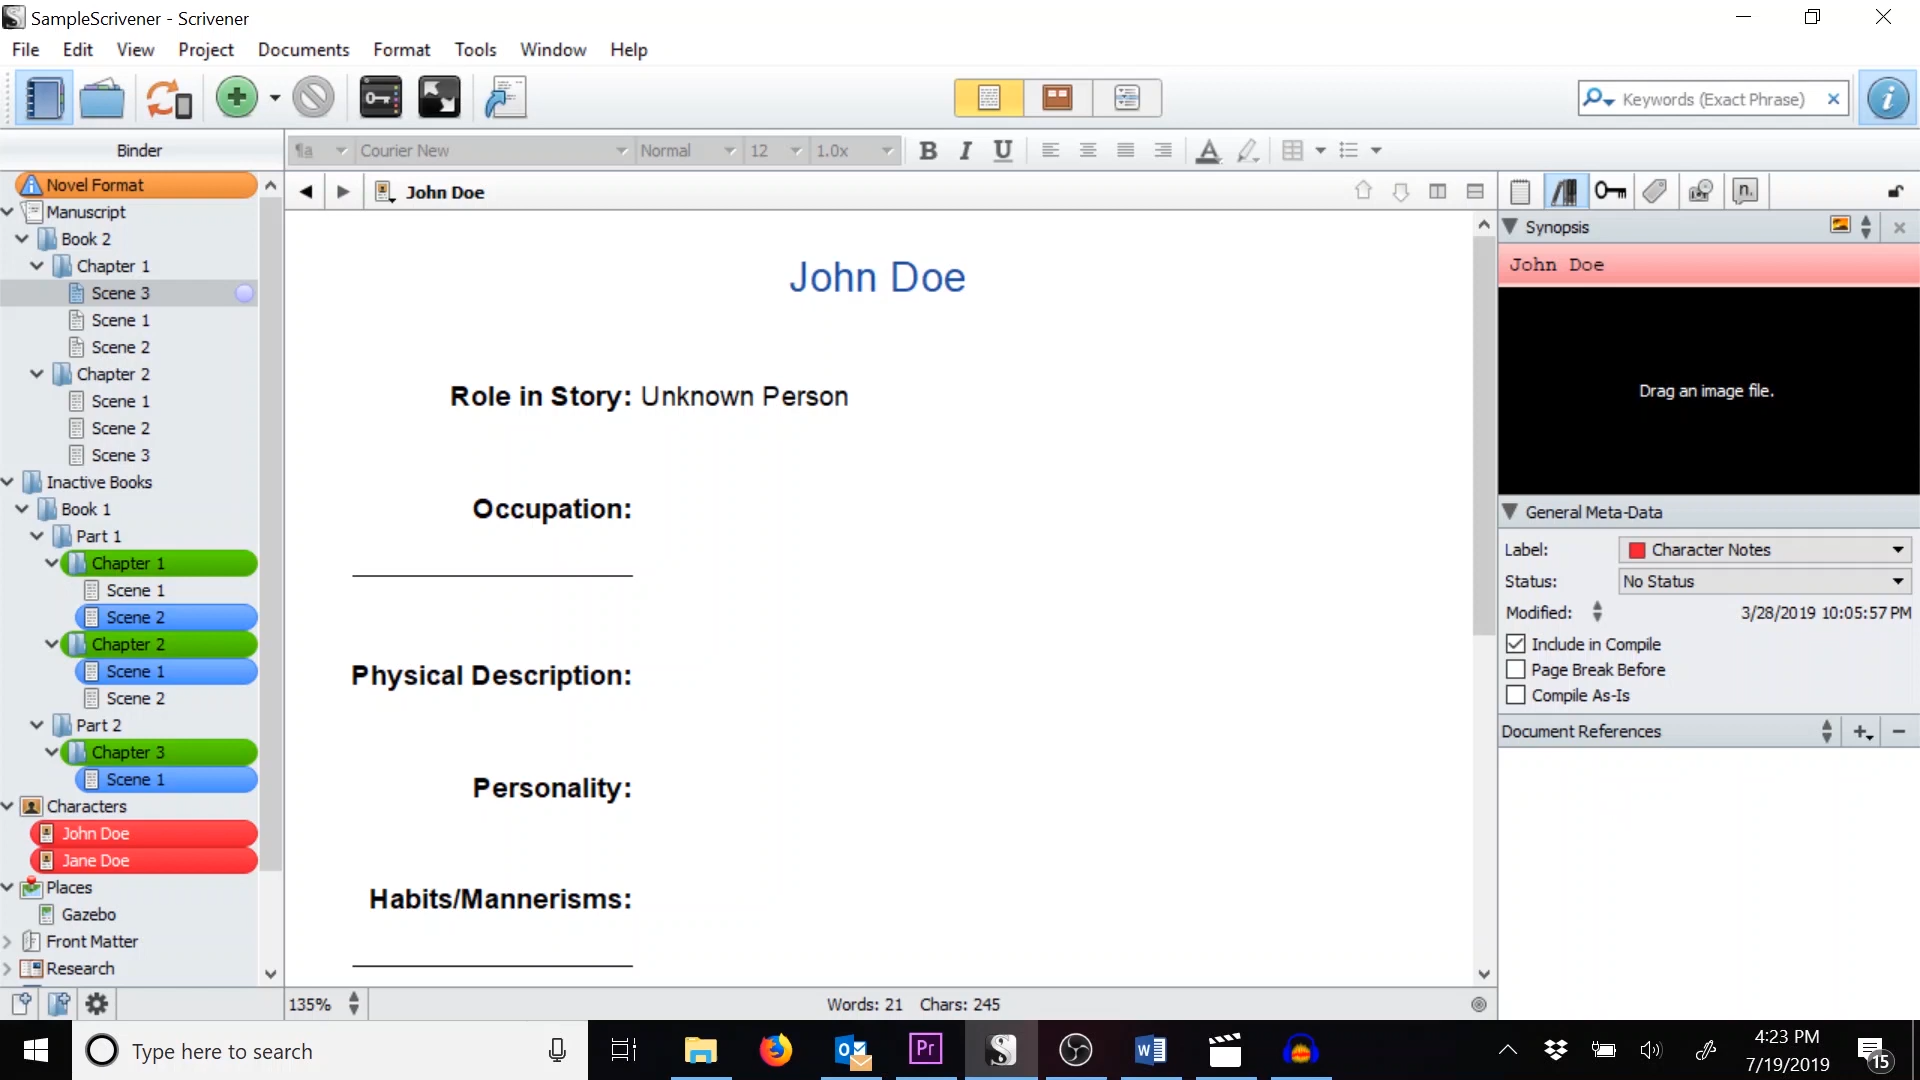 SampleScrivener - Scrivener
File Edit View Project Documents Format Tools Window Help
Keywords (Exact Phrase)
Binder
Courier New Normal 12 1.0x B I U A
Novel Format
Manuscript
Book 2
Chapter 1
Scene 3
Scene 1
Scene 2
Chapter 2
Scene 1
Scene 2
Scene 3
Inactive Books
Book 1
Part 1
Chapter 1
Scene 1
Scene 2
Chapter 2
Scene 1
Scene 2
Part 2
Chapter 3
Scene 1
Characters
John Doe
Jane Doe
Places
Gazebo
Front Matter
Research
John Doe
John Doe
Role in Story: Unknown Person
Occupation:
Physical Description:
Personality:
Habits/Mannerisms:
135%
Words: 21 Chars: 245
Synopsis
John Doe
Drag an image file.
General Meta-Data
Label: Character Notes
Status: No Status
Modified: 3/28/2019 10:05:57 PM
Include in Compile
Page Break Before
Compile As-Is
Document References
Type here to search
Pr
4:23 PM
7/19/2019
15